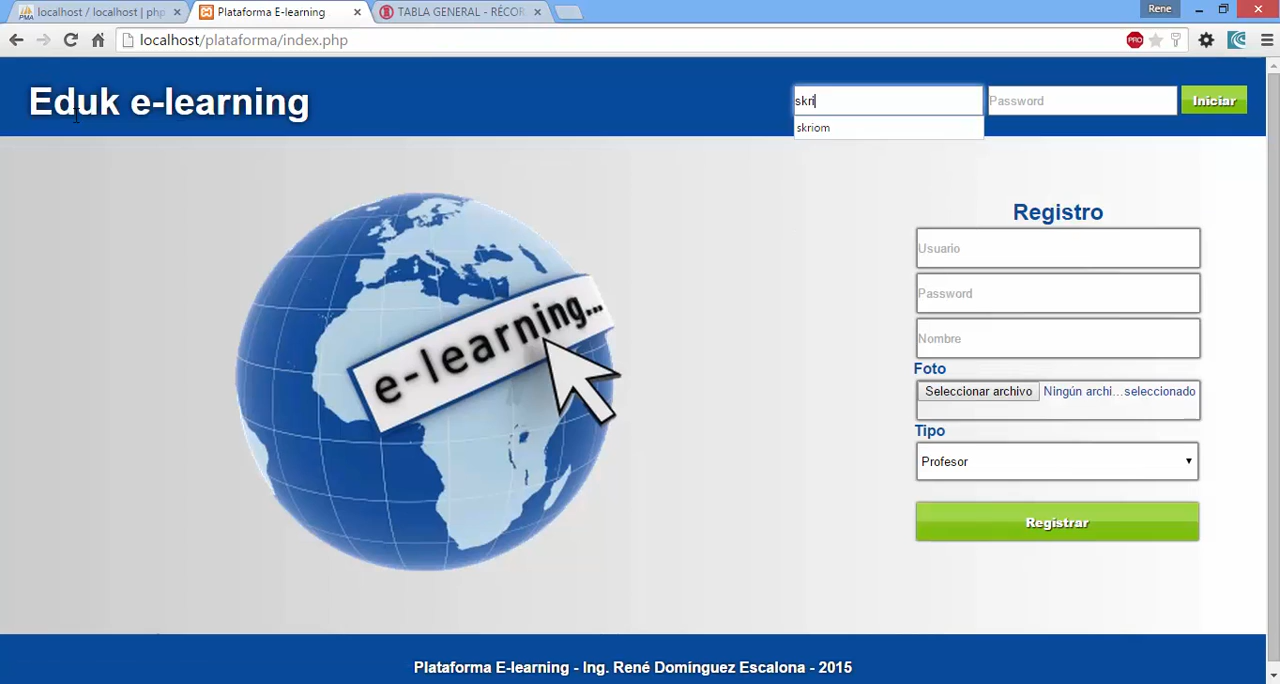 localhost / localhost | php
Plataforma E-learning
TABLA GENERAL - RÉCOR
Rene
localhost/plataforma/index.php
PRO
Eduk e-learning
skri
Password
Iniciar
skriom
Registro
Usuario
Password
Nombre
Foto
Seleccionar archivo
Ningún archi...seleccionado
Tipo
Profesor
Registrar
e-learning...
Plataforma E-learning - Ing. René Domínguez Escalona - 2015